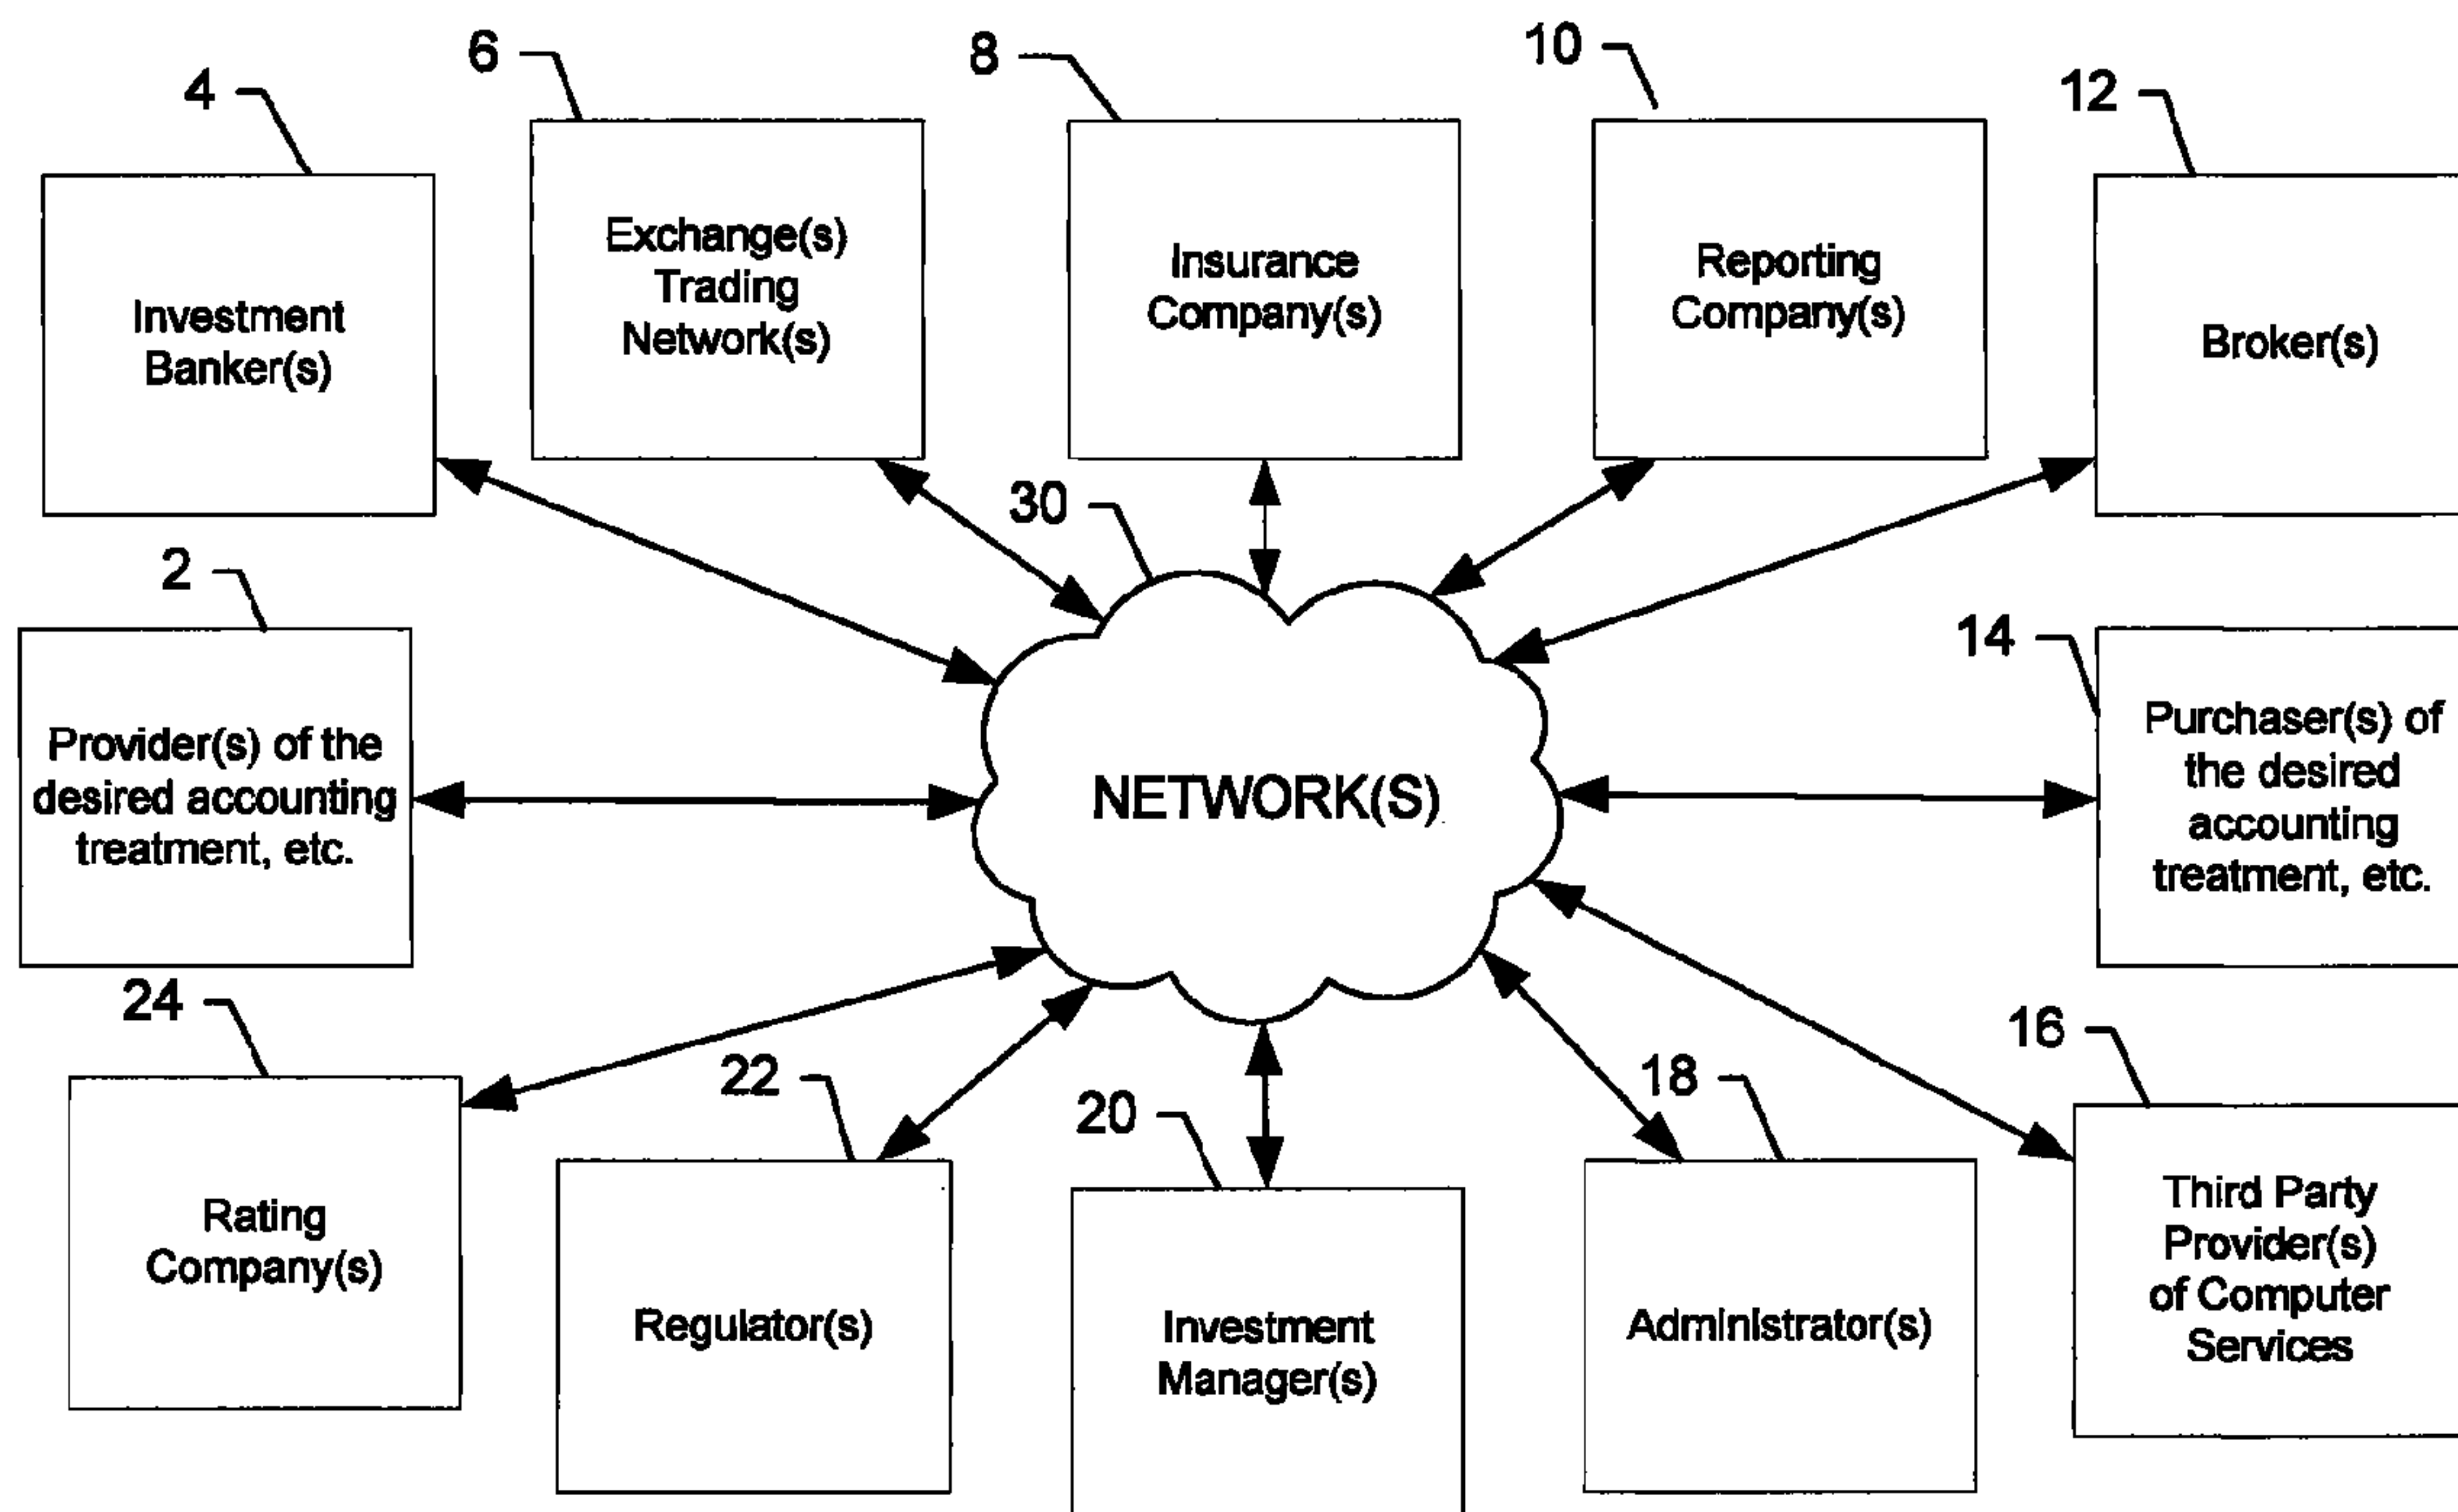 4
6
8
10
12
Investment
Banker(s)
Exchange(s)
Trading
Network(s)
Insurance
Company(s)
Reporting
Company(s)
Broker(s)
30
2
14
Provider(s) of the
desired accounting
treatment, etc.
NETWORK(S)
Purchaser(s) of
the desired
accounting
treatment, etc.
24
22
20
18
16
Rating
Company(s)
Regulator(s)
Investment
Manager(s)
Administrator(s)
Third Party
Provider(s)
of Computer
Services